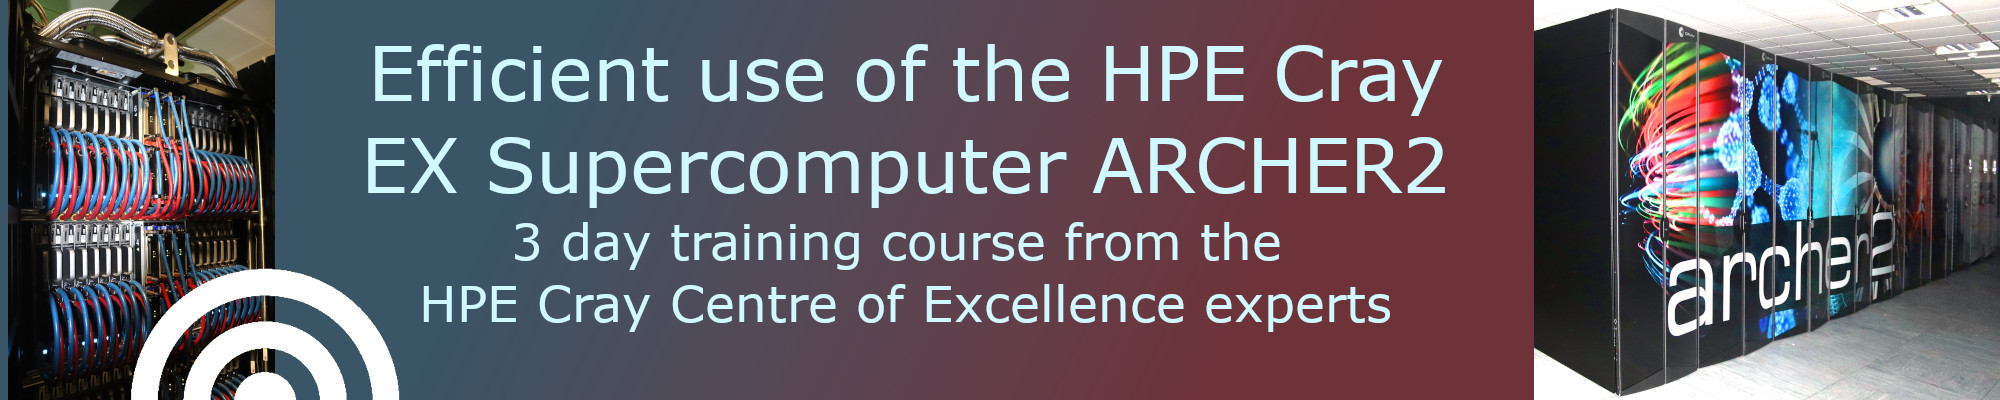 Efficient use of the HPE Cray
EX Supercomputer ARCHER2
3 day training course from the
HPE Cray Centre of Excellence experts
archer2